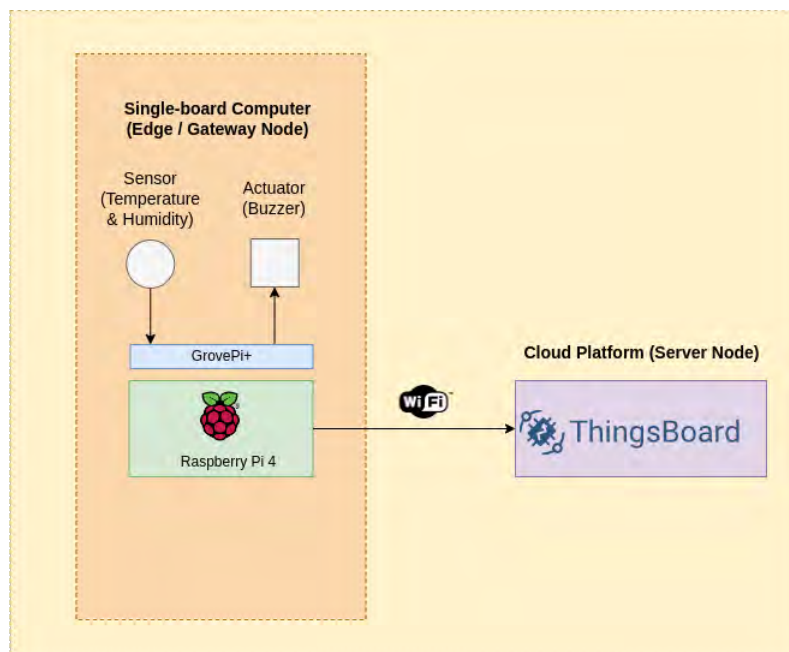 Single-board Computer
(Edge / Gateway Node)
Sensor
(Temperature
& Humidity)
Actuator
(Buzzer)
GrovePi+
Raspberry Pi 4
WiFi
Cloud Platform (Server Node)
ThingsBoard